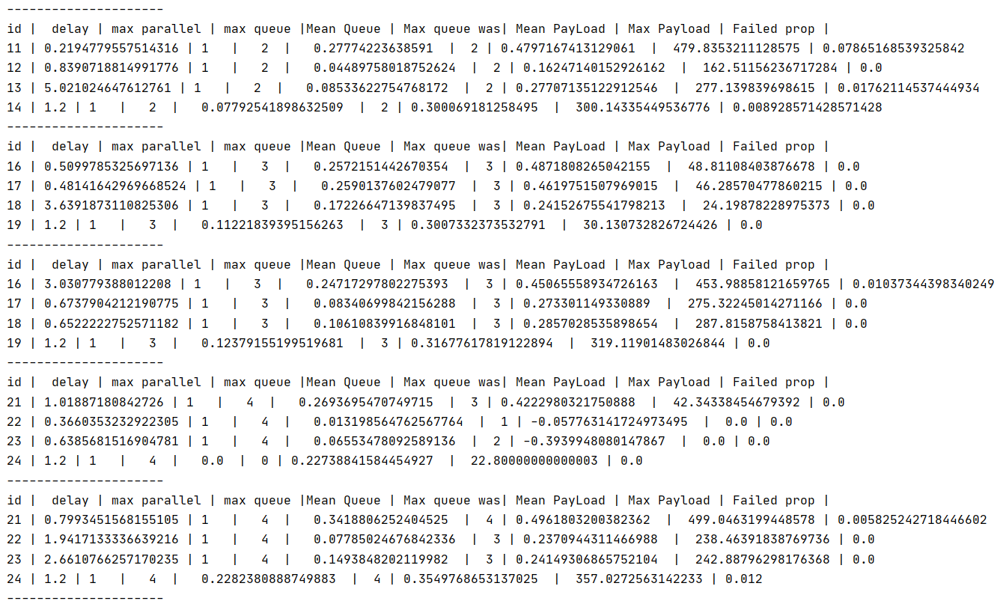 ---------------------
id |  delay | max parallel | max queue |Mean Queue | Max queue was| Mean PayLoad | Max Payload | Failed prop |
11 | 0.2194779557514316 | 1   |   2  |   0.27774223638591  |  2 | 0.4797167413129061  |  479.8353211128575 | 0.07865168539325842
12 | 0.8390718814991776 | 1   |   2  |   0.04489758018752624  |  2 | 0.16247140152926162  |  162.51156236717284 | 0.0
13 | 5.021024647612761 | 1   |   2  |   0.08533622754768172  |  2 | 0.27707135122912546  |  277.139839698615 | 0.01762114537444934
14 | 1.2 | 1   |   2  |   0.07792541898632509  |  2 | 0.300069181258495  |  300.14335449536776 | 0.008928571428571428
---------------------
id |  delay | max parallel | max queue |Mean Queue | Max queue was| Mean PayLoad | Max Payload | Failed prop |
16 | 0.5099785325697136 | 1   |   3  |   0.2572151442670354  |  3 | 0.4871808265042155  |  48.81108403876678 | 0.0
17 | 0.48141642969668524 | 1   |   3  |   0.2590137602479077  |  3 | 0.4619751507969015  |  46.28570477860215 | 0.0
18 | 3.6391873110825306 | 1   |   3  |   0.17226647139837495  |  3 | 0.24152675541798213  |  24.19878228975373 | 0.0
19 | 1.2 | 1   |   3  |   0.11221839395156263  |  3 | 0.3007332373532791  |  30.130732826724426 | 0.0
---------------------
id |  delay | max parallel | max queue |Mean Queue | Max queue was| Mean PayLoad | Max Payload | Failed prop |
16 | 3.030779388012208 | 1   |   3  |   0.24717297802275393  |  3 | 0.45065558934726163  |  453.98858121659765 | 0.01037344398340249
17 | 0.6737904212190775 | 1   |   3  |   0.08340699842156288  |  3 | 0.273301149330889  |  275.32245014271166 | 0.0
18 | 0.6522222752571182 | 1   |   3  |   0.10610839916848101  |  3 | 0.2857028535898654  |  287.8158758413821 | 0.0
19 | 1.2 | 1   |   3  |   0.12379155199519681  |  3 | 0.31677617819122894  |  319.11901483026844 | 0.0
---------------------
id |  delay | max parallel | max queue |Mean Queue | Max queue was| Mean PayLoad | Max Payload | Failed prop |
21 | 1.01887180842726 | 1   |   4  |   0.2693695470749715  |  3 | 0.4222980321750888  |  42.34338454679392 | 0.0
22 | 0.3660353232922305 | 1   |   4  |   0.013198564762567764  |  1 | -0.057763141724973495  |  0.0 | 0.0
23 | 0.6385681516904781 | 1   |   4  |   0.06553478092589136  |  2 | -0.3939948080147867  |  0.0 | 0.0
24 | 1.2 | 1   |   4  |   0.0  |  0 | 0.22738841584454927  |  22.80000000000003 | 0.0
---------------------
id |  delay | max parallel | max queue |Mean Queue | Max queue was| Mean PayLoad | Max Payload | Failed prop |
21 | 0.7993451568155105 | 1   |   4  |   0.3418806252404525  |  4 | 0.4961803200382362  |  499.0463199448578 | 0.005825242718446602
22 | 1.9417133336639216 | 1   |   4  |   0.07785024676842336  |  3 | 0.2370944311466988  |  238.46391838769736 | 0.0
23 | 2.6610766257170235 | 1   |   4  |   0.1493848202119982  |  3 | 0.24149306865752104  |  242.88796298176368 | 0.0
24 | 1.2 | 1   |   4  |   0.2282380888749883  |  4 | 0.3549768653137025  |  357.0272563142233 | 0.012
---------------------